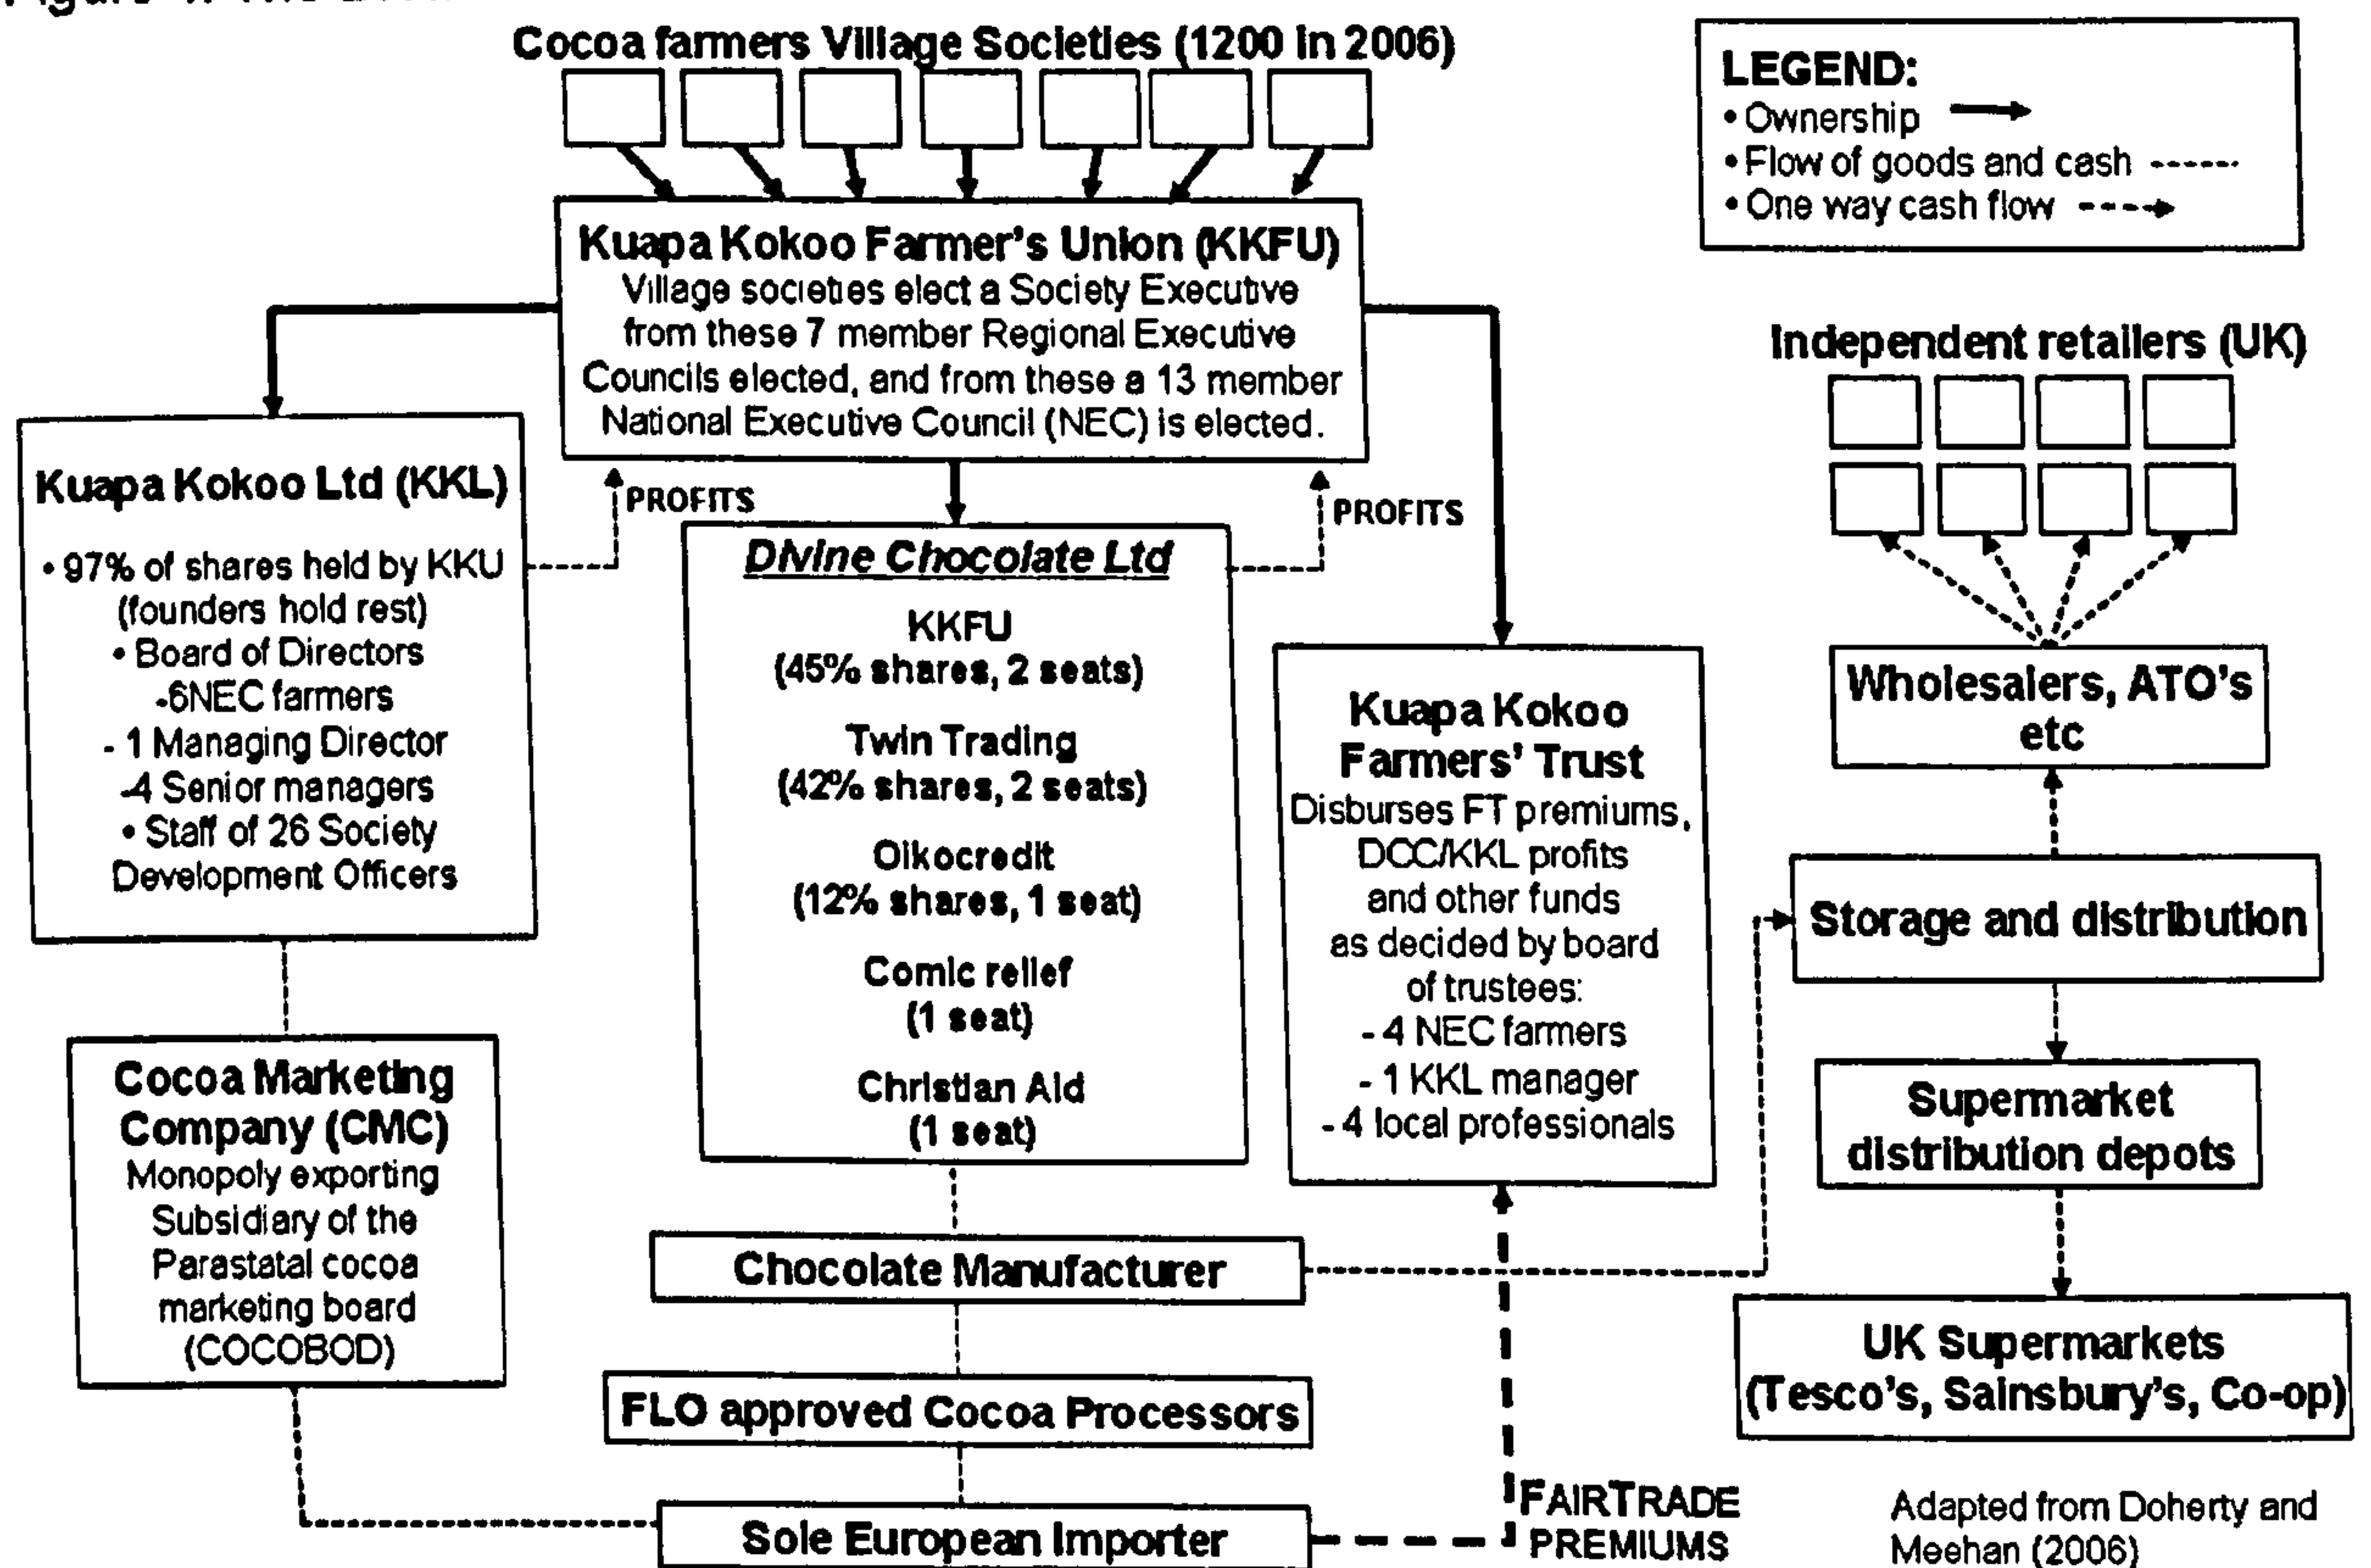 Cocoa farmers Village Societies (1200 in 2006)
LEGEND:
• Ownership
• Flow of goods and cash
• One way cash flow
Kuapa Kokoo Farmer's Union (KKFU)
Village societies elect a Society Executive
from these 7 member Regional Executive
Councils elected, and from these a 13 member
National Executive Council (NEC) is elected.
Kuapa Kokoo Ltd (KKL)
• 97% of shares held by KKU
(founders hold rest)
• Board of Directors
-6NEC farmers
- 1 Managing Director
-4 Senior managers
• Staff of 26 Society
Development Officers
PROFITS
PROFITS
Divine Chocolate Ltd
KKFU
(45% shares, 2 seats)
Twin Trading
(42% shares, 2 seats)
Oikocredit
(12% shares, 1 seat)
Comic relief
(1 seat)
Christian Aid
(1 seat)
Kuapa Kokoo
Farmers' Trust
Disburses FT premiums,
DCC/KKL profits
and other funds
as decided by board
of trustees:
- 4 NEC farmers
- 1 KKL manager
- 4 local professionals
Independent retailers (UK)
Wholesalers, ATO's
etc
Storage and distribution
Supermarket
distribution depots
UK Supermarkets
(Tesco's, Sainsbury's, Co-op)
Cocoa Marketing
Company (CMC)
Monopoly exporting
Subsidiary of the
Parastatal cocoa
marketing board
(COCOBOD)
Chocolate Manufacturer
FLO approved Cocoa Processors
Sole European Importer
FAIRTRADE
PREMIUMS
Adapted from Doherty and
Meehan (2006)